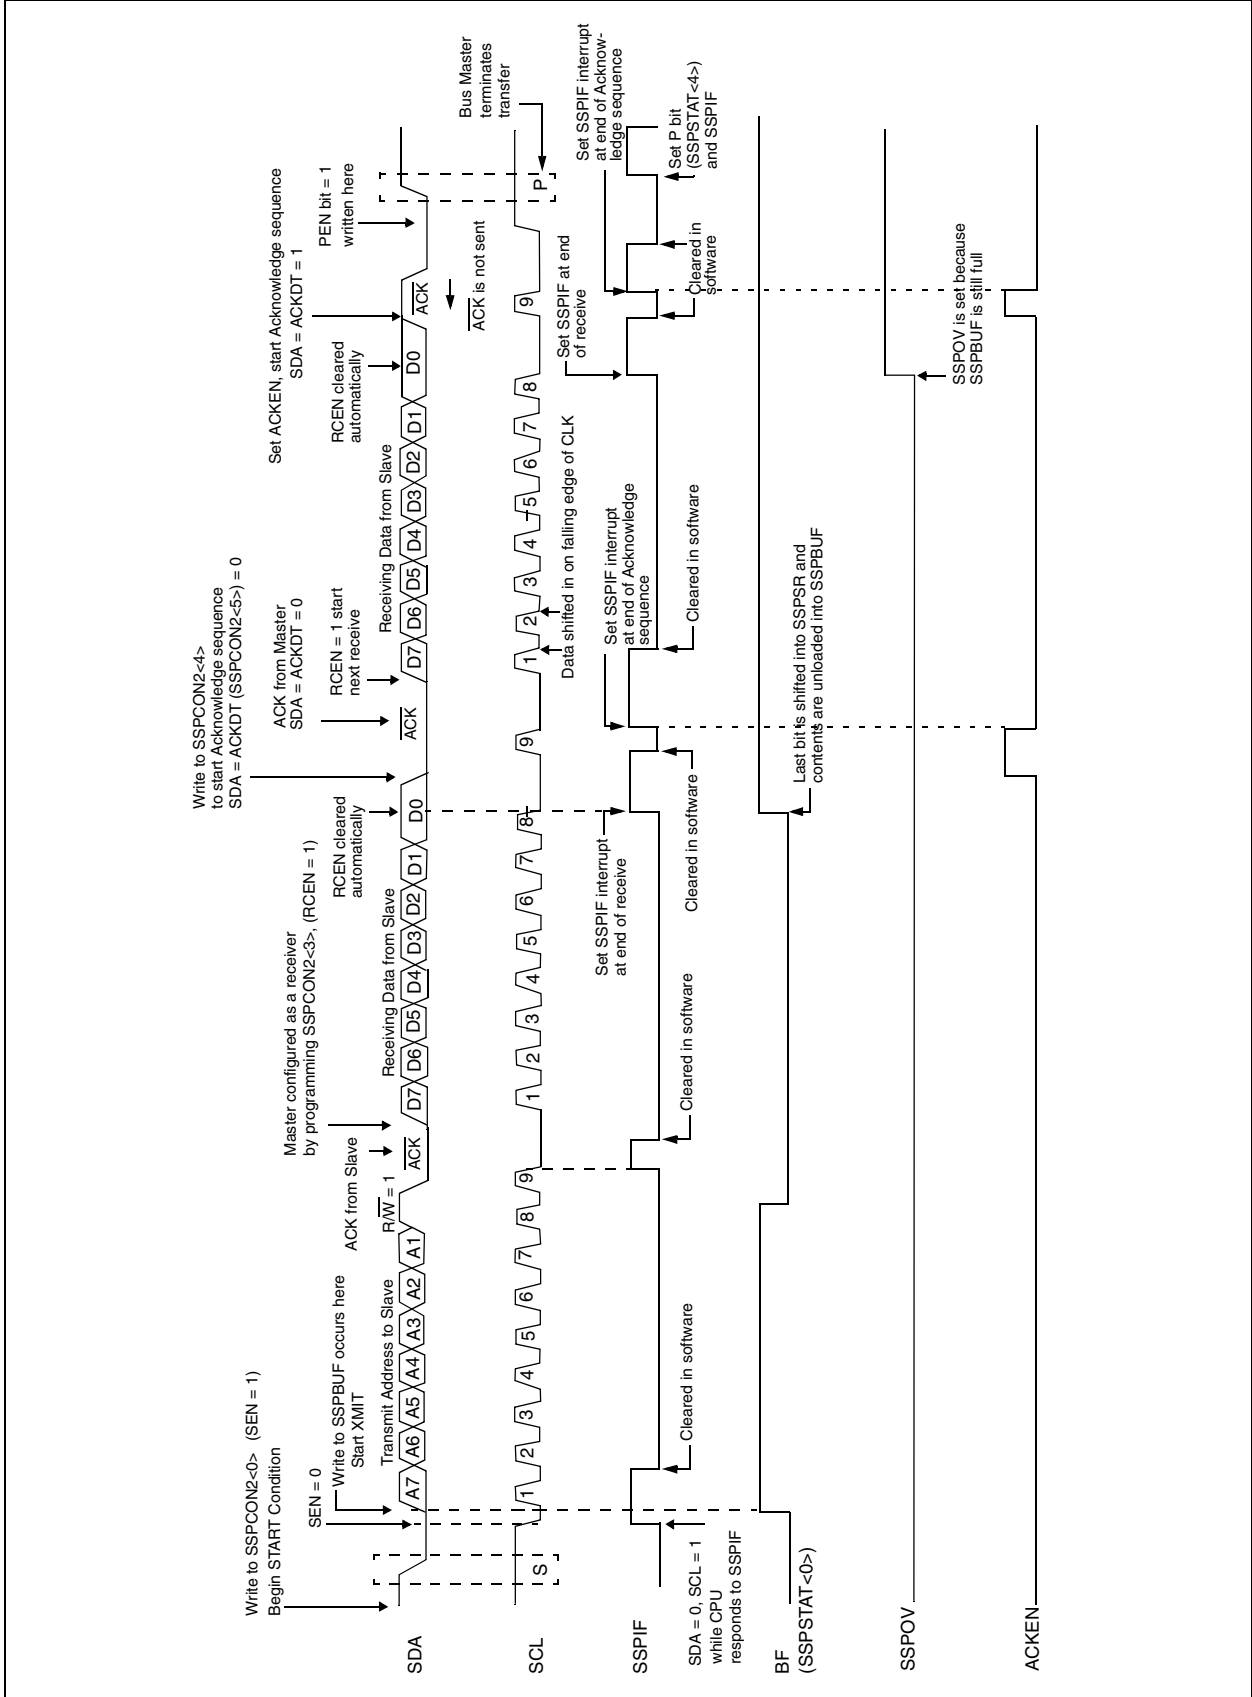 Write to SSPCON2<0> (SEN = 1)
Begin START Condition
SEN = 0
Write to SSPBUF occurs here
Start XMIT
Transmit Address to Slave
R/W = 1
ACK from Slave
Master configured as a receiver
by programming SSPCON2<3>, (RCEN = 1)
Receiving Data from Slave
RCEN cleared
automatically
Write to SSPCON2<4>
to start Acknowledge sequence
SDA = ACKDT (SSPCON2<5>) = 0
ACK from Master
SDA = ACKDT = 0
RCEN = 1 start
next receive
Receiving Data from Slave
RCEN cleared
automatically
Set ACKEN, start Acknowledge sequence
SDA = ACKDT = 1
PEN bit = 1
written here
SDA
A7 A6 A5 A4 A3 A2 A1
ACK
D7 D6 D5 D4 D3 D2 D1 D0
ACK
D7 D6 D5 D4 D3 D2 D1 D0
ACK
ACK is not sent
Bus Master
terminates
transfer
SCL
S
1 2 3 4 5 6 7 8 9
1 2 3 4 5 6 7 8 9
1 2 3 4 5 6 7 8 9
P
Data shifted in on falling edge of CLK
Set SSPIF interrupt
at end of receive
Set SSPIF interrupt
at end of Acknowledge
sequence
Set SSPIF at end
of receive
Set SSPIF interrupt
at end of Acknow-
ledge sequence
SSPIF
SDA = 0, SCL = 1
while CPU
responds to SSPIF
Cleared in software
Cleared in software
Cleared in software
Cleared in software
Cleared in
software
Set P bit
(SSPSTAT<4>)
and SSPIF
BF
(SSPSTAT<0>)
Last bit is shifted into SSPSR and
contents are unloaded into SSPBUF
SSPOV
SSPOV is set because
SSPBUF is still full
ACKEN